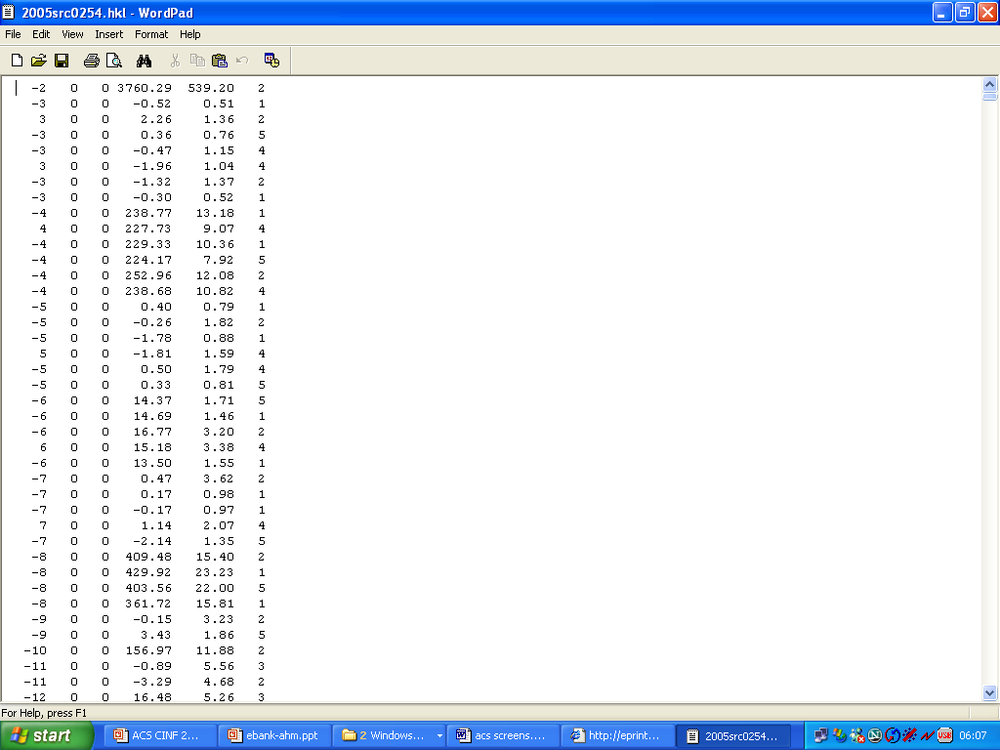 2005src0254.hkl - WordPad
File Edit View Insert Format Help
-2 0 0 3760.29 539.20 2
-3 0 0 -0.52 0.51 1
3 0 0 2.26 1.36 2
-3 0 0 0.36 0.76 5
-3 0 0 -0.47 1.15 4
3 0 0 -1.96 1.04 4
-3 0 0 -1.32 1.37 2
-3 0 0 -0.30 0.52 1
-4 0 0 238.77 13.18 1
4 0 0 227.73 9.07 4
-4 0 0 229.33 10.36 1
-4 0 0 224.17 7.92 5
-4 0 0 252.96 12.08 2
-4 0 0 238.68 10.82 4
-5 0 0 0.40 0.79 1
-5 0 0 -0.26 1.82 2
-5 0 0 -1.78 0.88 1
5 0 0 -1.81 1.59 4
-5 0 0 0.50 1.79 4
-5 0 0 0.33 0.81 5
-6 0 0 14.37 1.71 5
-6 0 0 14.69 1.46 1
-6 0 0 16.77 3.20 2
6 0 0 15.18 3.38 4
-6 0 0 13.50 1.55 1
-7 0 0 0.47 3.62 2
-7 0 0 0.17 0.98 1
-7 0 0 -0.17 0.97 1
7 0 0 1.14 2.07 4
-7 0 0 -2.14 1.35 5
-8 0 0 409.48 15.40 2
-8 0 0 429.92 23.23 1
-8 0 0 403.56 22.00 5
-8 0 0 361.72 15.81 1
-9 0 0 -0.15 3.23 2
-9 0 0 3.43 1.86 5
-10 0 0 156.97 11.88 2
-11 0 0 -0.89 5.56 3
-11 0 0 -3.29 4.68 2
-12 0 0 16.48 5.26 3
For Help, press F1
start ACS CINF 2... ebank-ahm.ppt 2 Windows... acs screens.... http://eprint... 2005src0254... 06:07